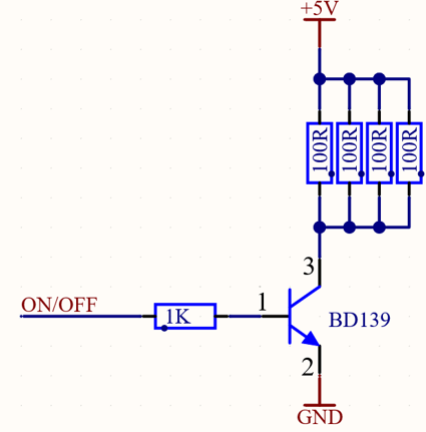 +5V
100R 100R 100R 100R
3
ON/OFF
1K
1
BD139
2
GND